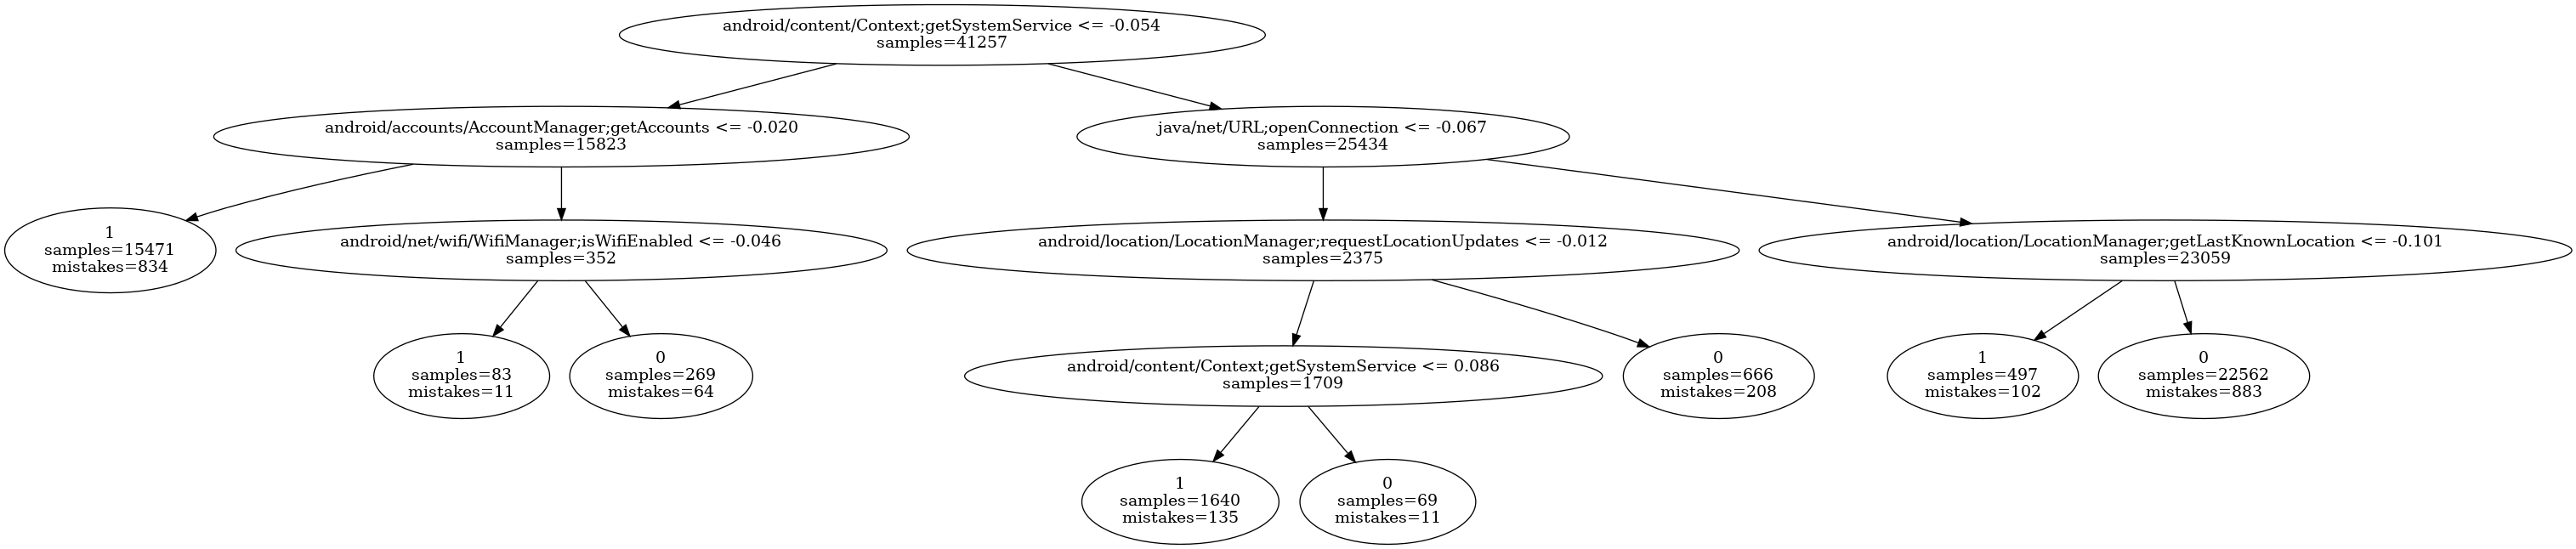 android/content/Context;getSystemService <= -0.054
samples=41257
android/accounts/AccountManager;getAccounts <= -0.020
samples=15823
java/net/URL;openConnection <= -0.067
samples=25434
1
samples=15471
mistakes=834
android/net/wifi/WifiManager;isWifiEnabled <= -0.046
samples=352
android/location/LocationManager;requestLocationUpdates <= -0.012
samples=2375
android/location/LocationManager;getLastKnownLocation <= -0.101
samples=23059
1
samples=83
mistakes=11
0
samples=269
mistakes=64
android/content/Context;getSystemService <= 0.086
samples=1709
0
samples=666
mistakes=208
1
samples=497
mistakes=102
0
samples=22562
mistakes=883
1
samples=1640
mistakes=135
0
samples=69
mistakes=11